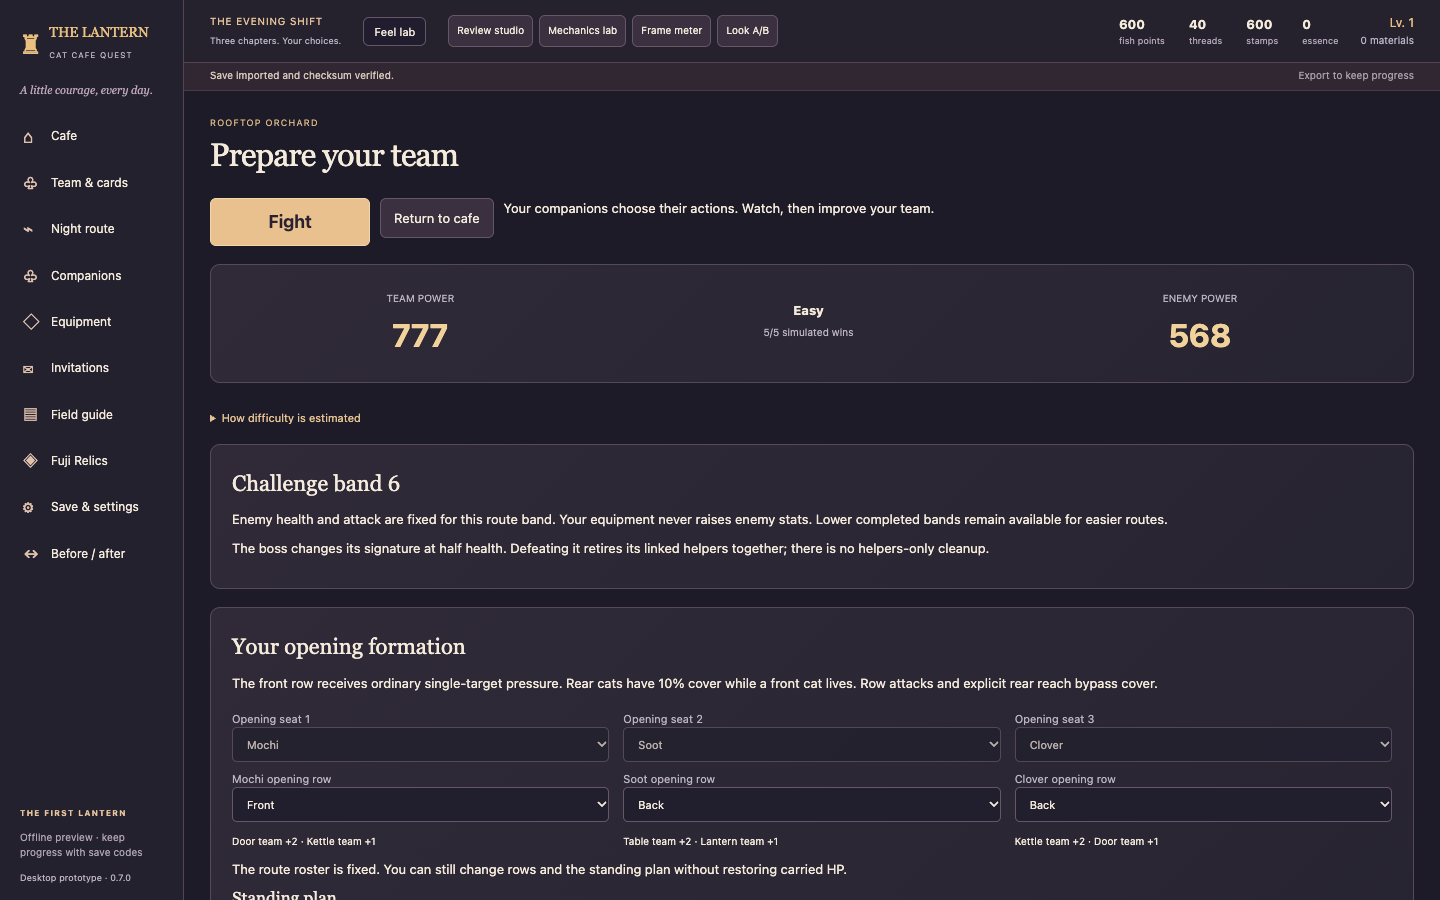 THE LANTERN
CAT CAFE QUEST
A little courage, every day.
Cafe
Team & cards
Night route
Companions
Equipment
Invitations
Field guide
Fuji Relics
Save & settings
Before / after
THE FIRST LANTERN
Offline preview · keep
progress with save codes
Desktop prototype · 0.7.0
THE EVENING SHIFT
Three chapters. Your choices.
Feel lab
Review studio
Mechanics lab
Frame meter
Look A/B
600
fish points
40
threads
600
stamps
0
essence
Lv. 1
0 materials
Save imported and checksum verified.
Export to keep progress
ROOFTOP ORCHARD
Prepare your team
Fight
Return to cafe
Your companions choose their actions. Watch, then improve your team.
TEAM POWER
777
Easy
5/5 simulated wins
ENEMY POWER
568
How difficulty is estimated
Challenge band 6
Enemy health and attack are fixed for this route band. Your equipment never raises enemy stats. Lower completed bands remain available for easier routes.
The boss changes its signature at half health. Defeating it retires its linked helpers together; there is no helpers-only cleanup.
Your opening formation
The front row receives ordinary single-target pressure. Rear cats have 10% cover while a front cat lives. Row attacks and explicit rear reach bypass cover.
Opening seat 1
Opening seat 2
Opening seat 3
Mochi
Soot
Clover
Mochi opening row
Soot opening row
Clover opening row
Front
Back
Back
Door team +2 · Kettle team +1
Table team +2 · Lantern team +1
Kettle team +2 · Door team +1
The route roster is fixed. You can still change rows and the standing plan without restoring carried HP.
Standing plan